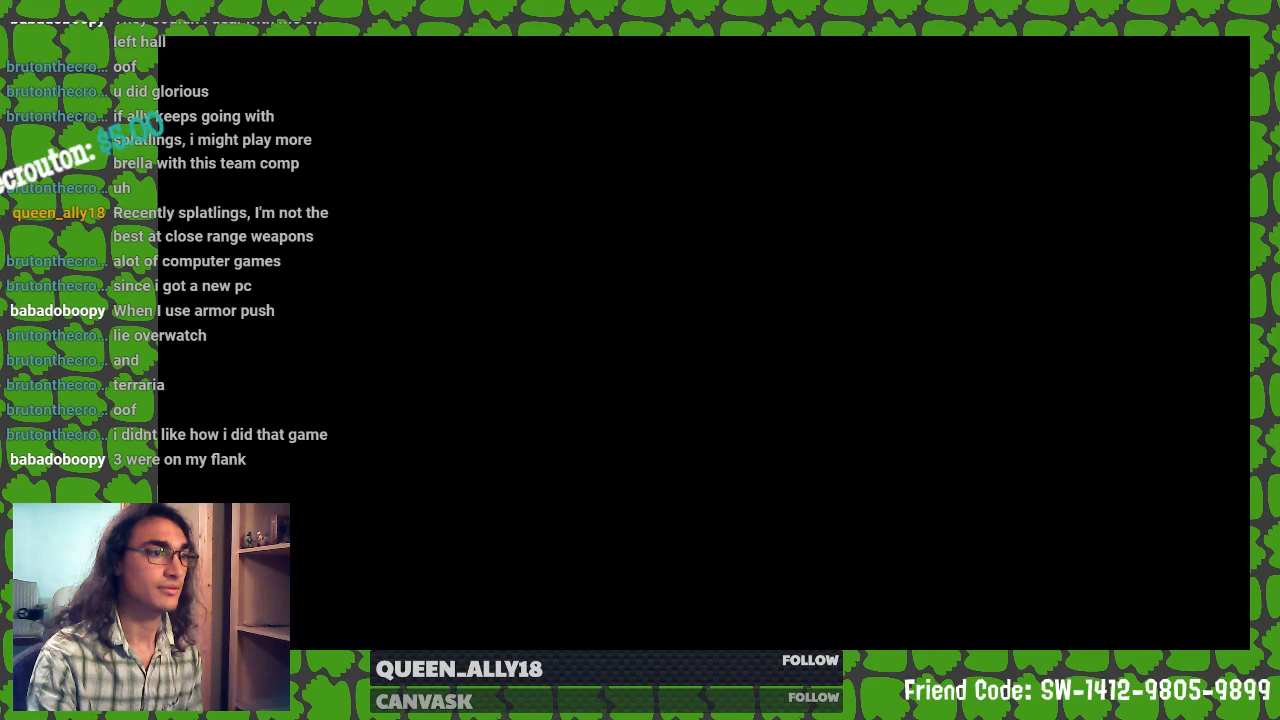 left hall
brutonthecro... oof
brutonthecro... u did glorious
brutonthecro... if ally keeps going with
splatlings, i might play more
brella with this team comp
crouton: $5.00
brutonthecro... uh
queen_ally18 Recently splatlings, I'm not the
best at close range weapons
brutonthecro... alot of computer games
brutonthecro... since i got a new pc
babadoboopy When I use armor push
brutonthecro... lie overwatch
brutonthecro... and
brutonthecro... terraria
brutonthecro... oof
brutonthecro... i didnt like how i did that game
babadoboopy 3 were on my flank
QUEEN_ALLY18 FOLLOW
CANVASK FOLLOW
Friend Code: SW-1412-9805-9899